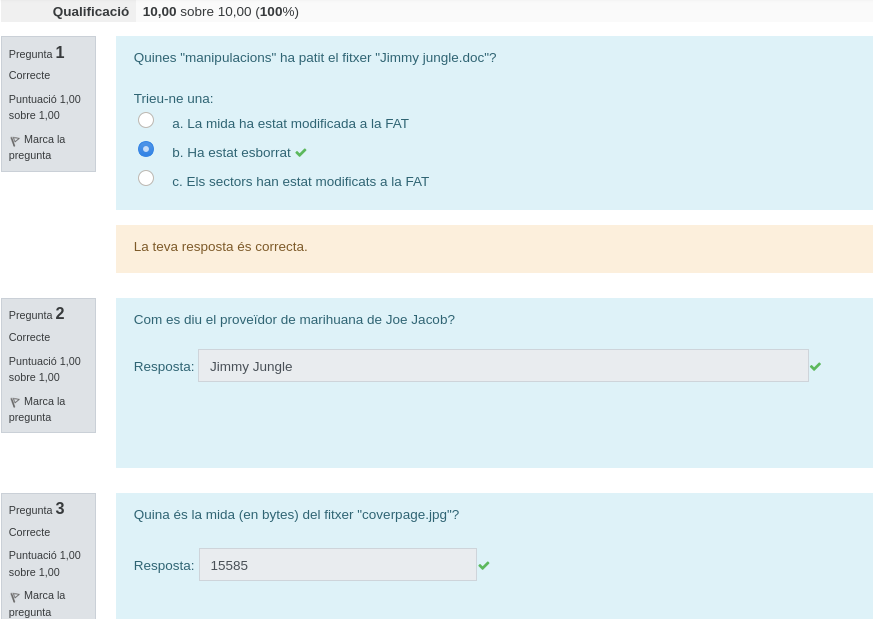 Qualificació 10,00 sobre 10,00 (100%)
Pregunta 1
Correcte
Puntuació 1,00
sobre 1,00
Marca la
pregunta
Quines "manipulacions" ha patit el fitxer "Jimmy jungle.doc"?
Trieu-ne una:
a. La mida ha estat modificada a la FAT
b. Ha estat esborrat
c. Els sectors han estat modificats a la FAT
La teva resposta és correcta.
Pregunta 2
Correcte
Puntuació 1,00
sobre 1,00
Marca la
pregunta
Com es diu el proveïdor de marihuana de Joe Jacob?
Resposta: Jimmy Jungle
Pregunta 3
Correcte
Puntuació 1,00
sobre 1,00
Marca la
pregunta
Quina és la mida (en bytes) del fitxer "coverpage.jpg"?
Resposta: 15585